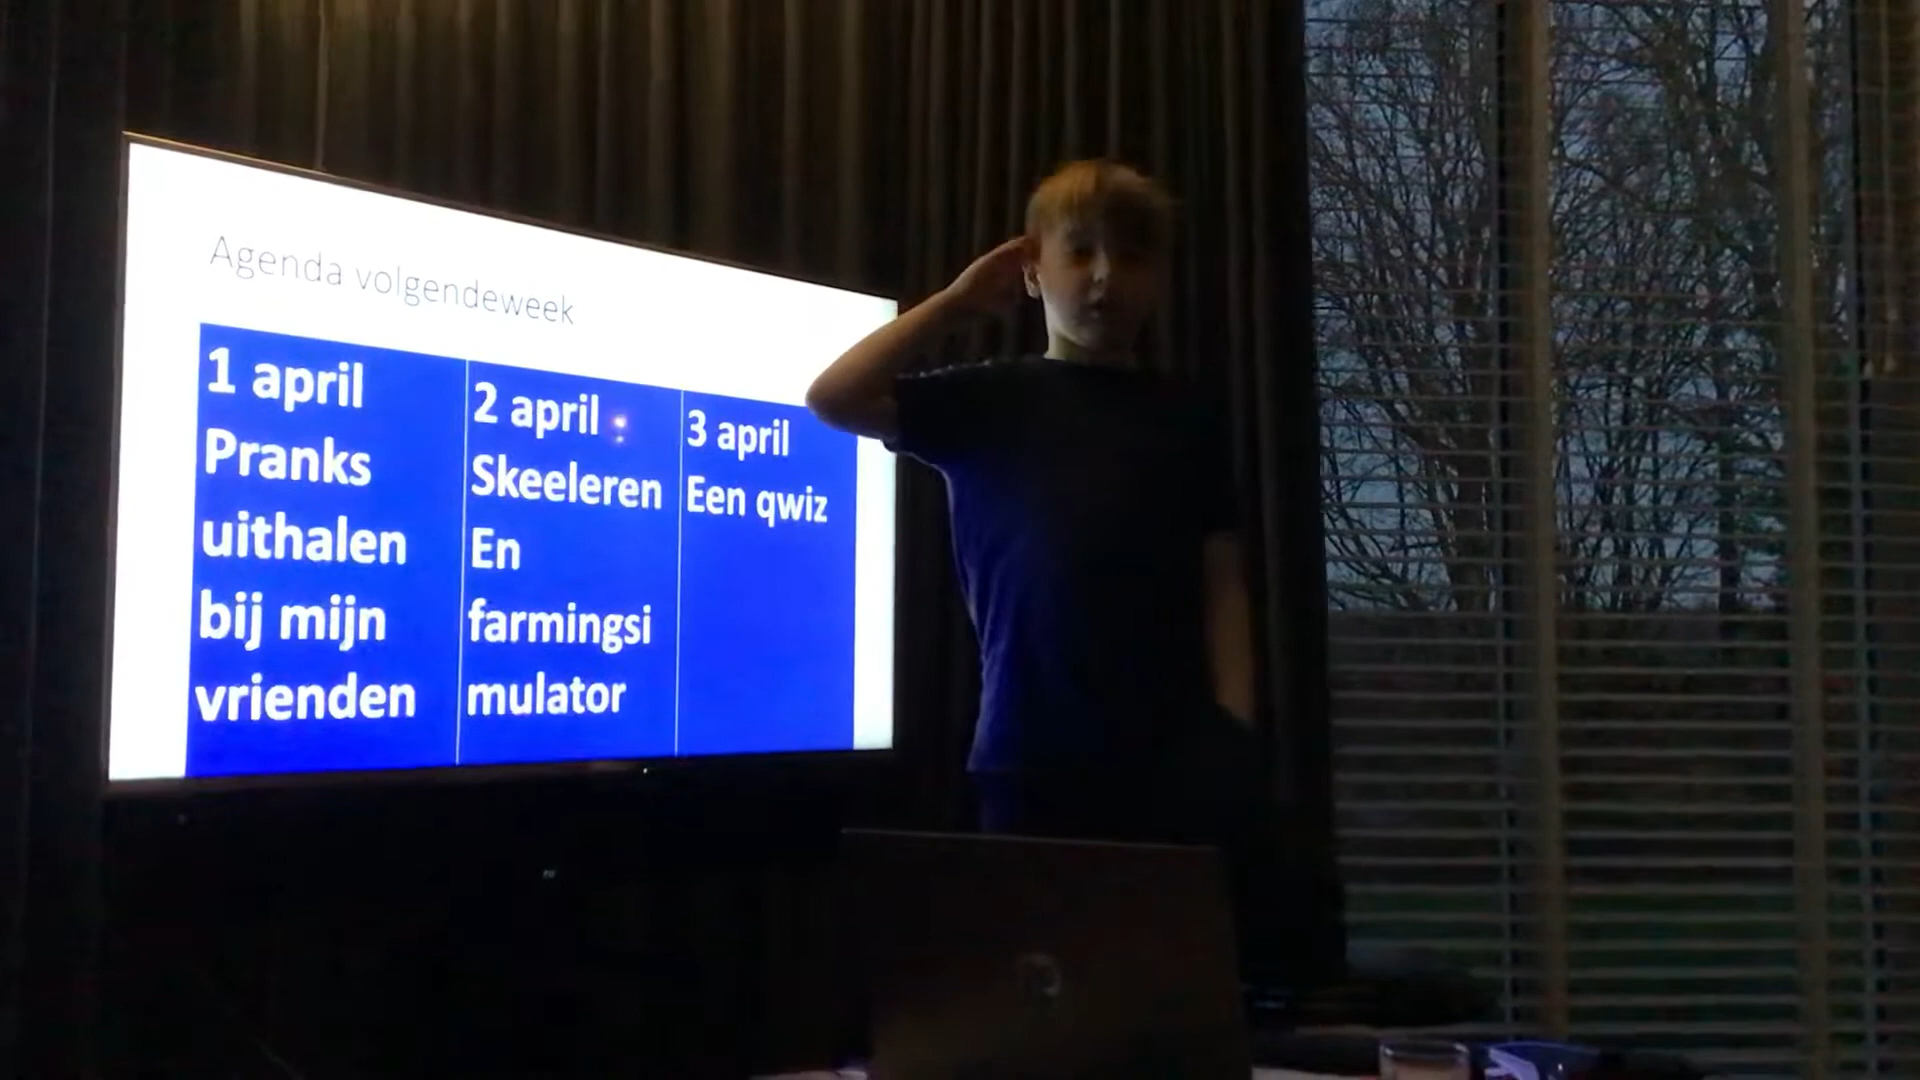 Agenda volgendeweek
1 april
Pranks
uithalen
bij mijn
vrienden
2 april
Skeeleren
En
farmingsi
mulator
3 april
Een qwiz